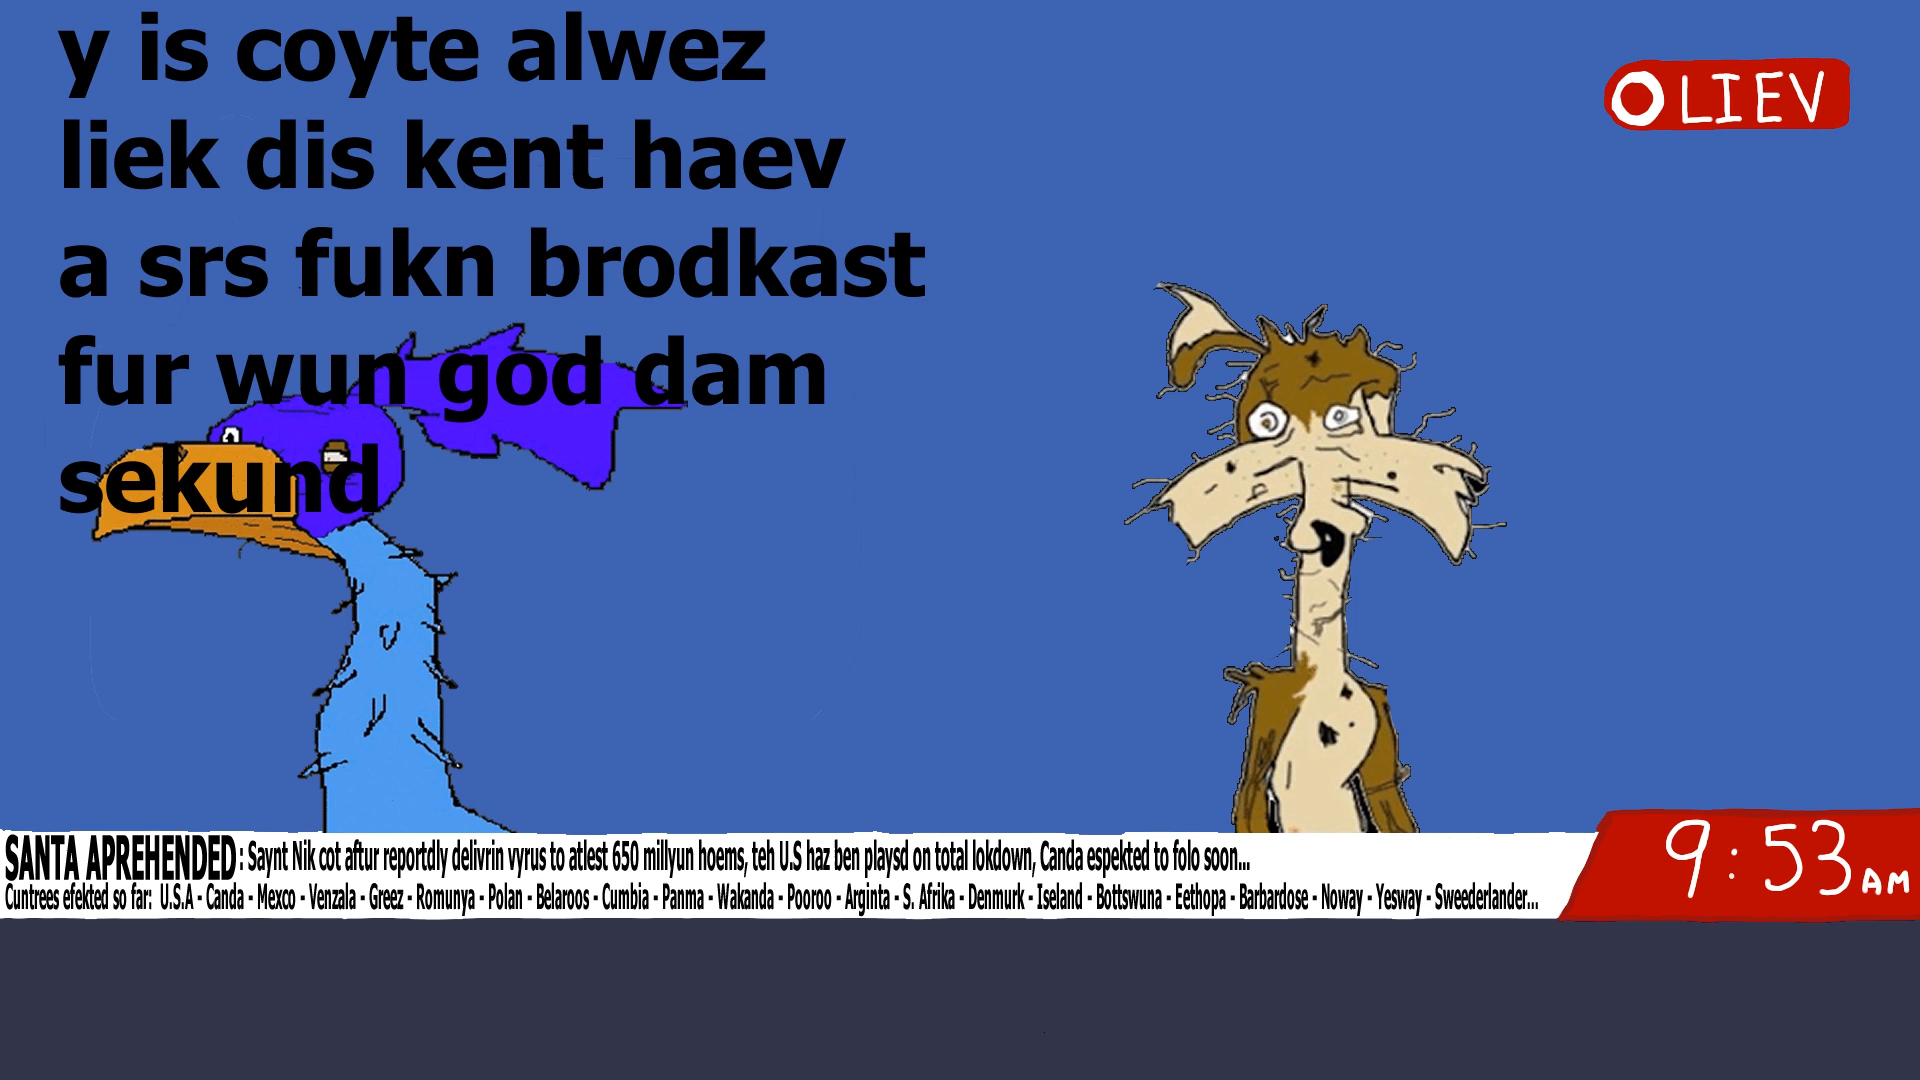 y is coyte alwez
liek dis kent haev
a srs fukn brodkast
fur wun god dam
sekund
LIEV
SANTA APREHENDED: Saynt Nik cot aftur reportdly delivrin vyrus to atlest 650 millyun hoems, teh U.S haz ben playsd on total lokdown, Canda espekted to folo soon...
Cuntrees efekted so far: U.S.A - Canda - Mexco - Venzala - Greez - Romunya - Polan - Belaroos - Cumbia - Panma - Wakanda - Pooroo - Arginta - S. Afrika - Denmurk - Iseland - Bottswuna - Eethopa - Barbardose - Noway - Yesway - Sweederlander...
9:53 AM